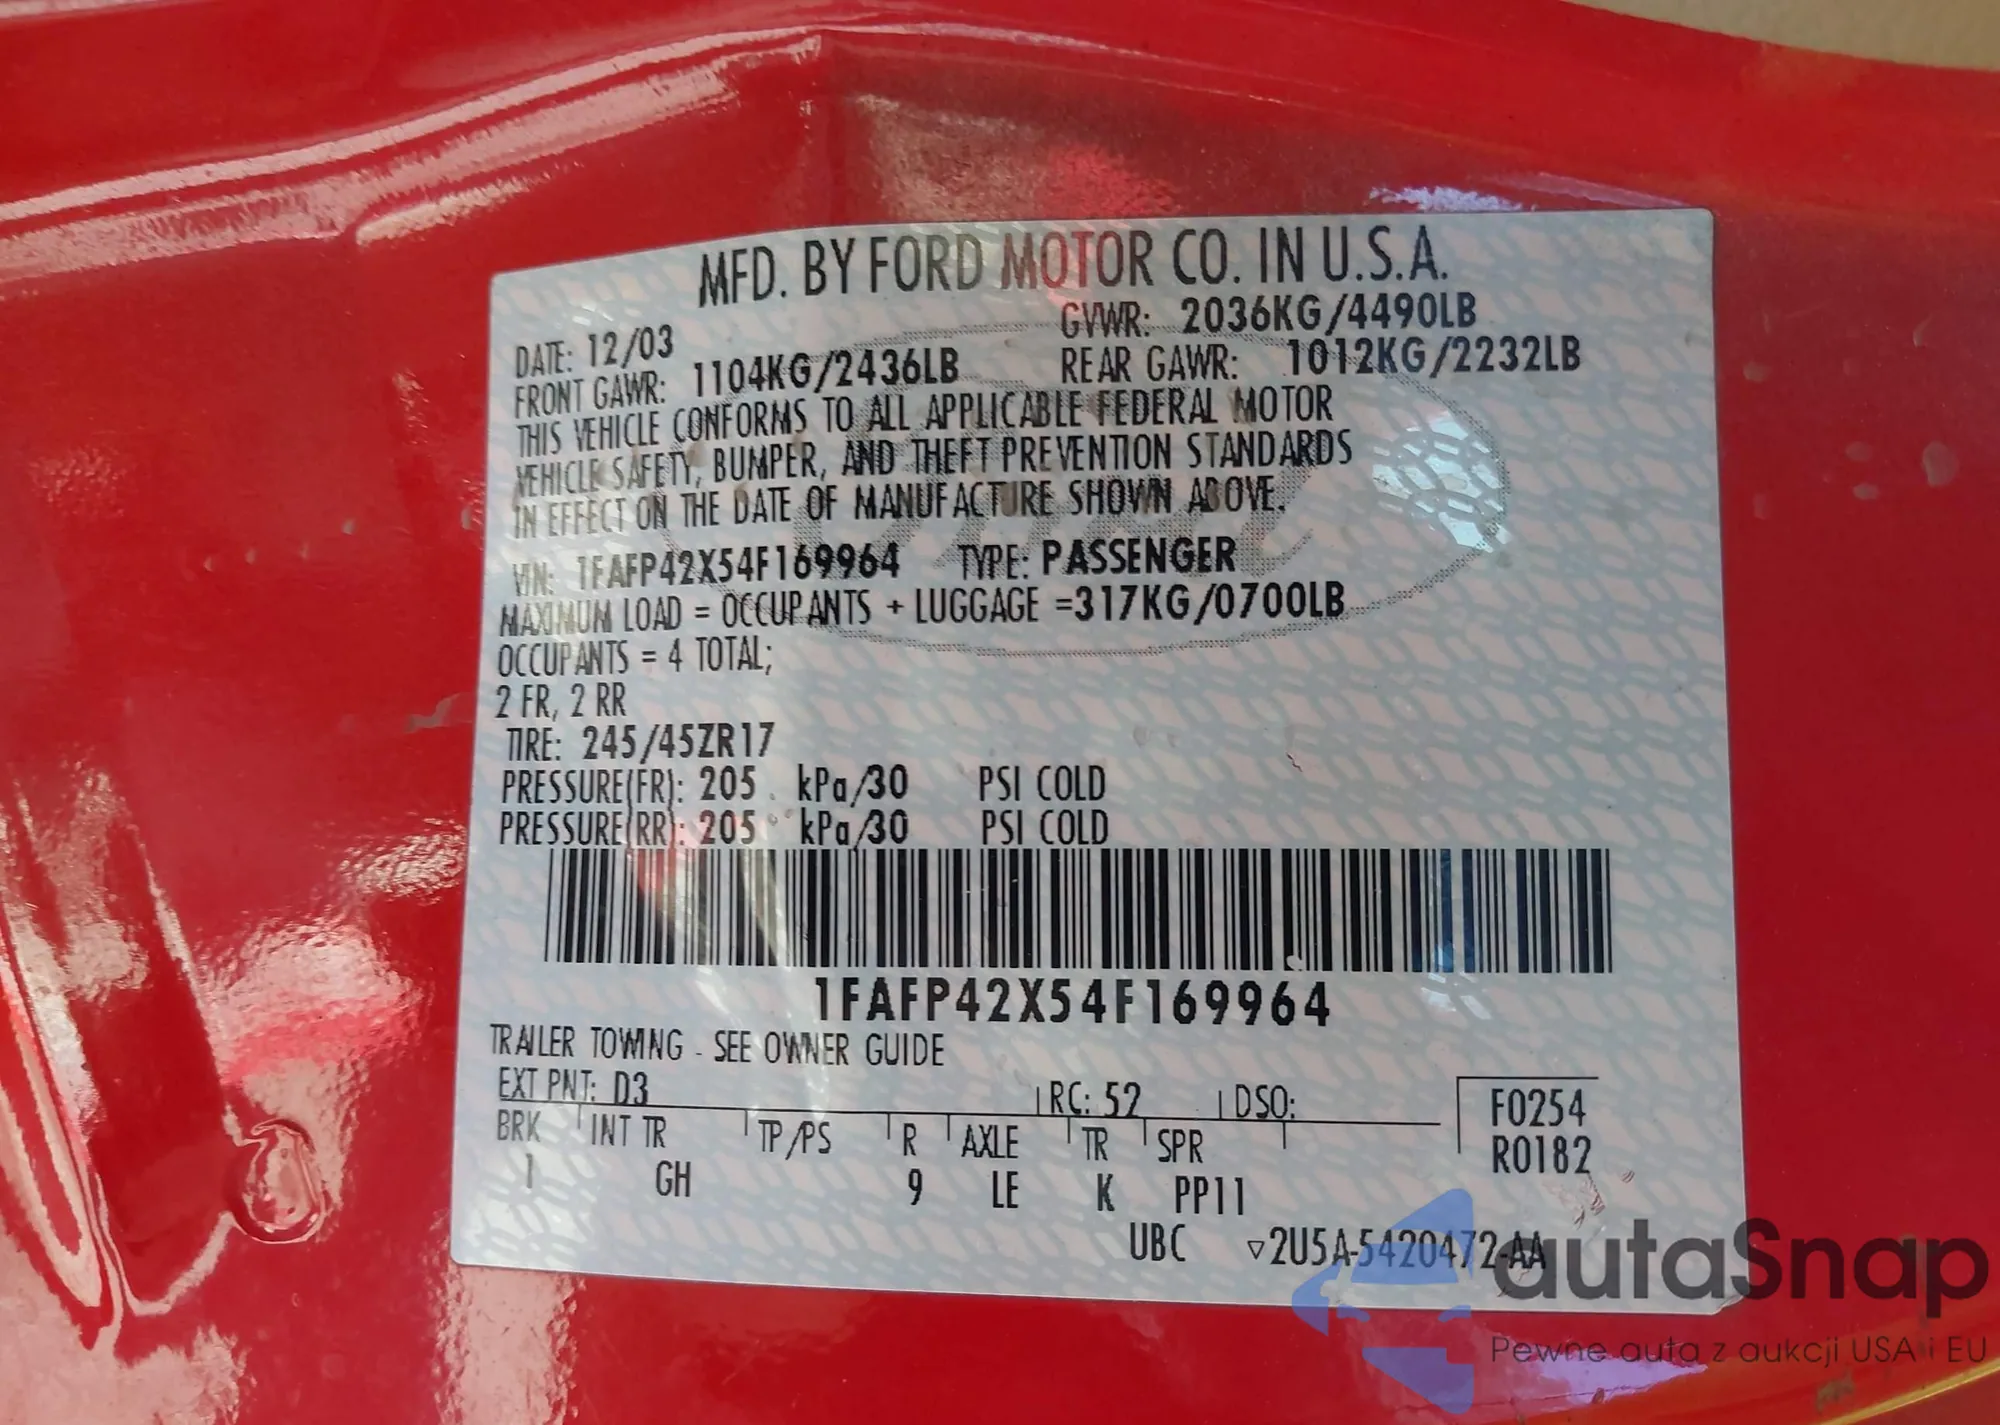 MFD. BY FORD MOTOR CO. IN U.S.A.
DATE: 12/03 GVWR: 2036KG/4490LB
FRONT GAWR: 1104KG/2436LB REAR GAWR: 1012KG/2232LB
THIS VEHICLE CONFORMS TO ALL APPLICABLE FEDERAL MOTOR
VEHICLE SAFETY, BUMPER, AND THEFT PREVENTION STANDARDS
IN EFFECT ON THE DATE OF MANUFACTURE SHOWN ABOVE.
VIN: 1FAFP42X54F169964 TYPE: PASSENGER
MAXIMUM LOAD = OCCUPANTS + LUGGAGE =317KG/0700LB
OCCUPANTS = 4 TOTAL;
2 FR, 2 RR
TIRE: 245/45ZR17
PRESSURE(FR): 205 kPa/30 PSI COLD
PRESSURE(RR): 205 kPa/30 PSI COLD
1FAFP42X54F169964
TRAILER TOWING - SEE OWNER GUIDE
EXT PNT: D3 RC: 52 DSO: F0254
BRK INT TR TP/PS R AXLE TR SPR R0182
1 GH 9 LE K PP11
UBC ▽2U5A-5420472-AA
autaSnap
Pewne auta z aukcji USA i EU